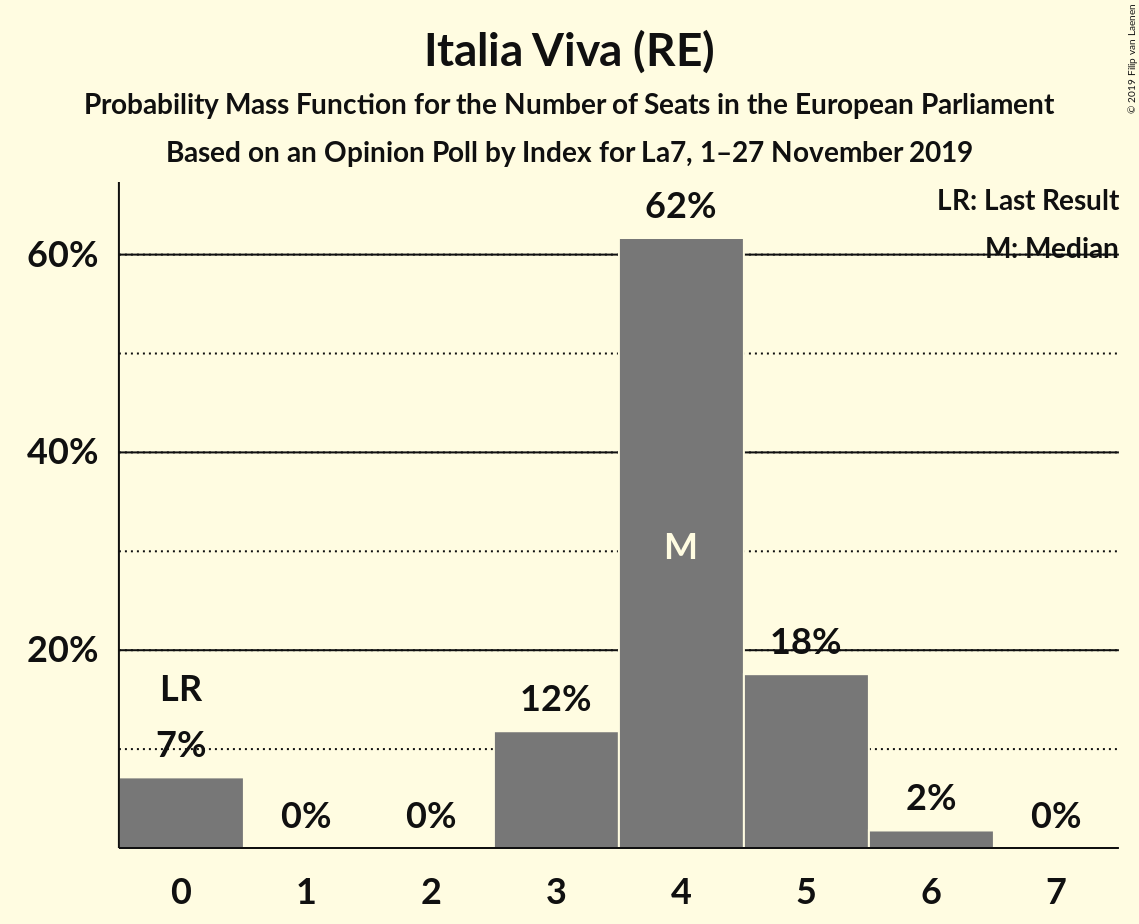 Italia Viva (RE)
Probability Mass Function for the Number of Seats in the European Parliament
Based on an Opinion Poll by Index for La7, 1–27 November 2019
© 2019 Filip van Laenen
LR: Last Result
M: Median
60%
40%
20%
LR
7%
0%
0%
12%
62%
M
18%
2%
0%
0 1 2 3 4 5 6 7